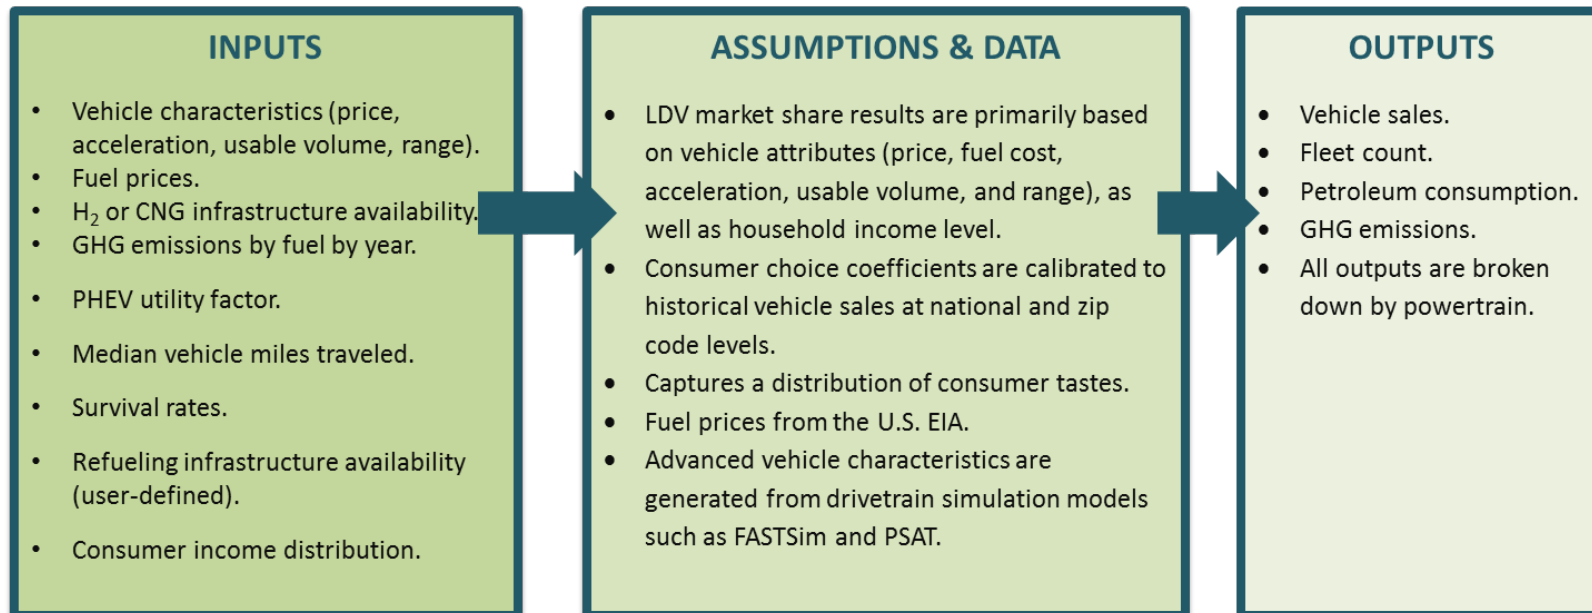 INPUTS
• Vehicle characteristics (price,
acceleration, usable volume, range).
• Fuel prices.
• H₂ or CNG infrastructure availability.
• GHG emissions by fuel by year.
• PHEV utility factor.
• Median vehicle miles traveled.
• Survival rates.
• Refueling infrastructure availability
(user-defined).
• Consumer income distribution.
ASSUMPTIONS & DATA
• LDV market share results are primarily based
on vehicle attributes (price, fuel cost,
acceleration, usable volume, and range), as
well as household income level.
• Consumer choice coefficients are calibrated to
historical vehicle sales at national and zip
code levels.
• Captures a distribution of consumer tastes.
• Fuel prices from the U.S. EIA.
• Advanced vehicle characteristics are
generated from drivetrain simulation models
such as FASTSim and PSAT.
OUTPUTS
• Vehicle sales.
• Fleet count.
• Petroleum consumption.
• GHG emissions.
• All outputs are broken
down by powertrain.